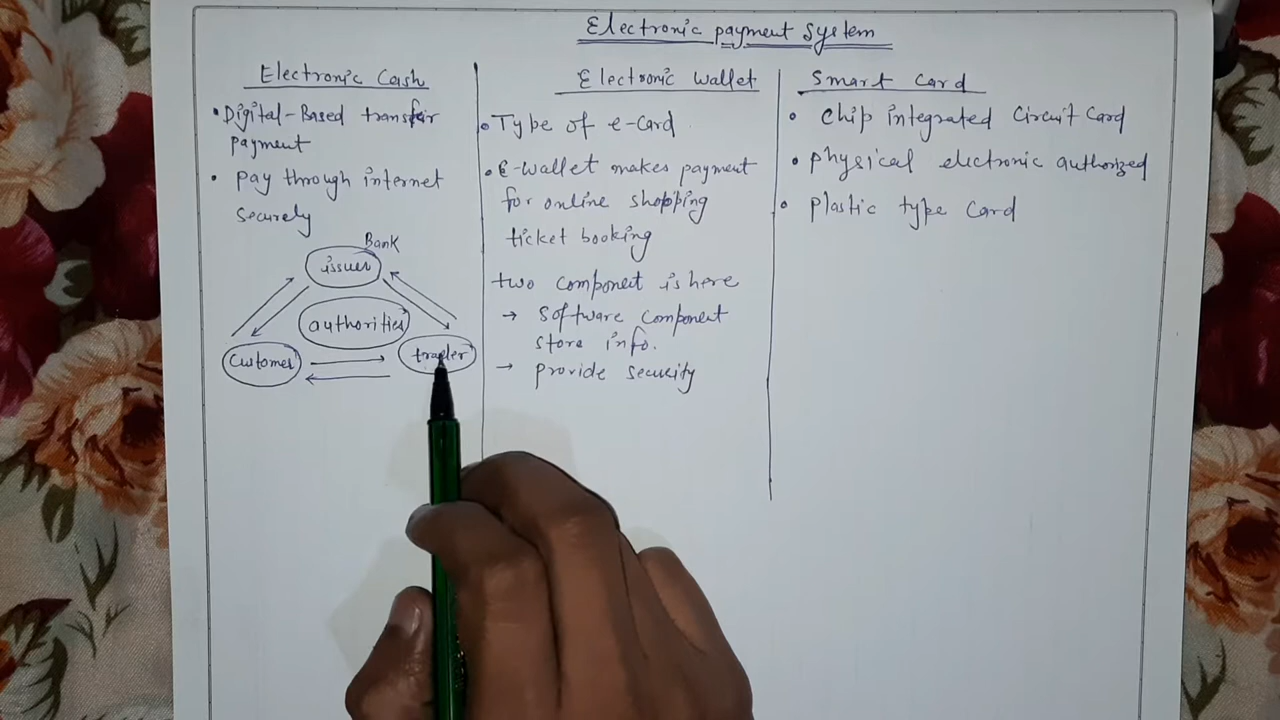 Electronic payment System
Electronic Cash
• Digital-Based transfer
payment
• pay through internet
securely
Bank
issuer
authorities
Customer
trader
Electronic Wallet
• Type of e-Card
• E-wallet makes payment
for online shopping
ticket booking
two component is here
→ Software component
store info.
→ provide security
Smart Card
• Chip integrated Circuit Card
• physical electronic authorized
• plastic type Card